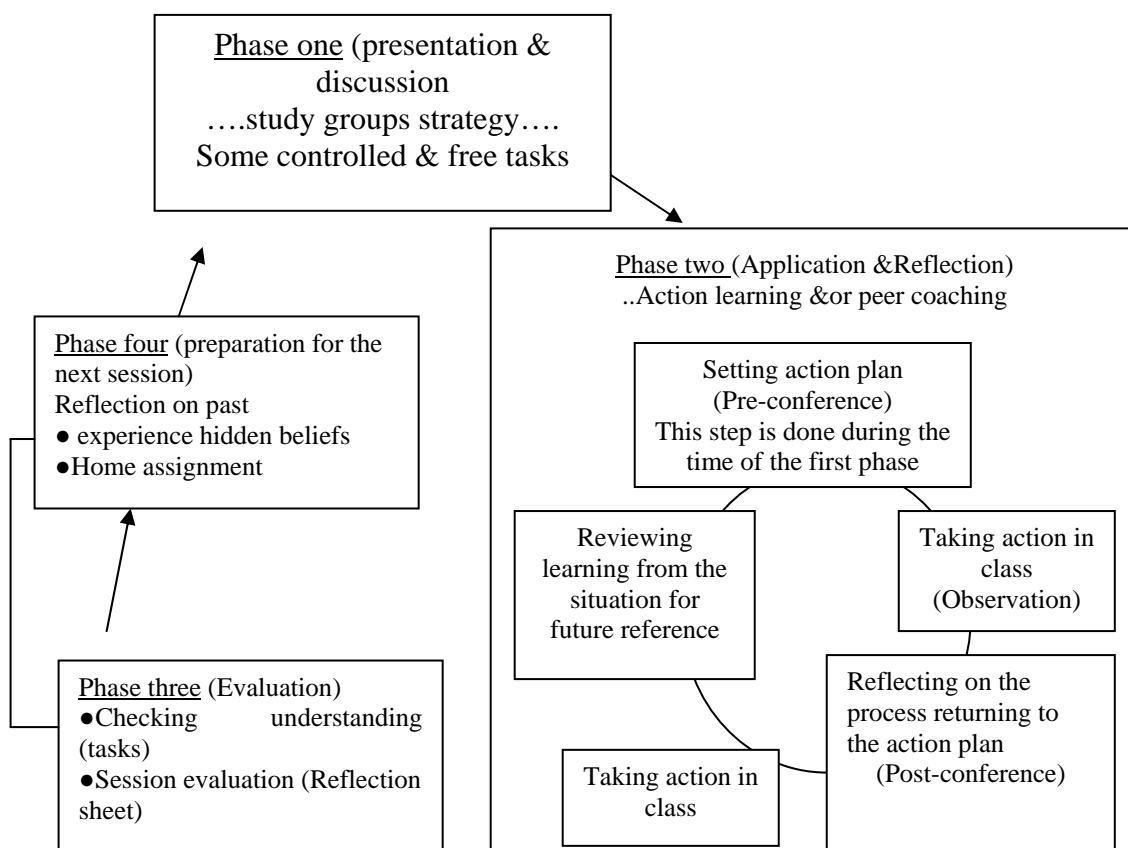 Phase one (presentation &
discussion
….study groups strategy….
Some controlled & free tasks
Phase two (Application &Reflection)
..Action learning &or peer coaching
Setting action plan
(Pre-conference)
This step is done during the
time of the first phase
Taking action in
class
(Observation)
Reflecting on the
process returning to
the action plan
(Post-conference)
Taking action in
class
Reviewing
learning from the
situation for
future reference
Phase three (Evaluation)
●Checking understanding
(tasks)
●Session evaluation (Reflection
sheet)
Phase four (preparation for the
next session)
Reflection on past
● experience hidden beliefs
●Home assignment